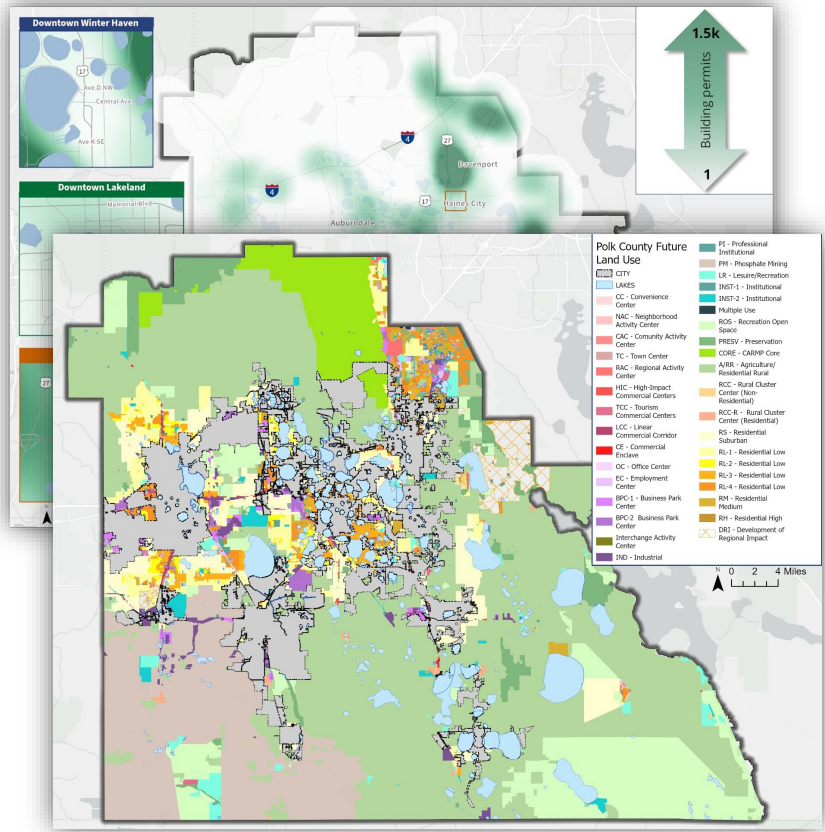 Downtown Winter Haven
17
Ave D NW
Central Ave
Ave K SE
Downtown Lakeland
Memorial Blvd
27
N
4
4
27
Davenport
17
Haines City
Auburndale
1.5k
Building permits
1
Polk County Future
Land Use
CITY
LAKES
CC - Convenience
Center
NAC - Neighborhood
Activity Center
CAC - Comunity Activity
Center
TC - Town Center
RAC - Regional Activity
Center
HIC - High-Impact
Commercial Centers
TCC - Tourism
Commercial Centers
LCC - Linear
Commercial Corridor
CE - Commercial
Enclave
OC - Office Center
EC - Employment
Center
BPC-1 - Business Park
Center
BPC-2 Business Park
Center
Interchange Activity
Center
IND - Industrial
PI - Professional
Institutional
PM - Phosphate Mining
LR - Lesuire/Recreation
INST-1 - Institutional
INST-2 - Institutional
Multiple Use
ROS - Recreation Open
Space
PRESV - Preservation
CORE - CARMP Core
A/RR - Agriculture/
Residential Rural
RCC - Rural Cluster
Center (Non-
Residential)
RCC-R - Rural Cluster
Center (Residential)
RS - Residential
Suburban
RL-1 - Residential Low
RL-2 - Residential Low
RL-3 - Residential Low
RL-4 - Residential Low
RM - Residential
Medium
RH - Residential High
DRI - Development of
Regional Impact
N
0 2 4 Miles